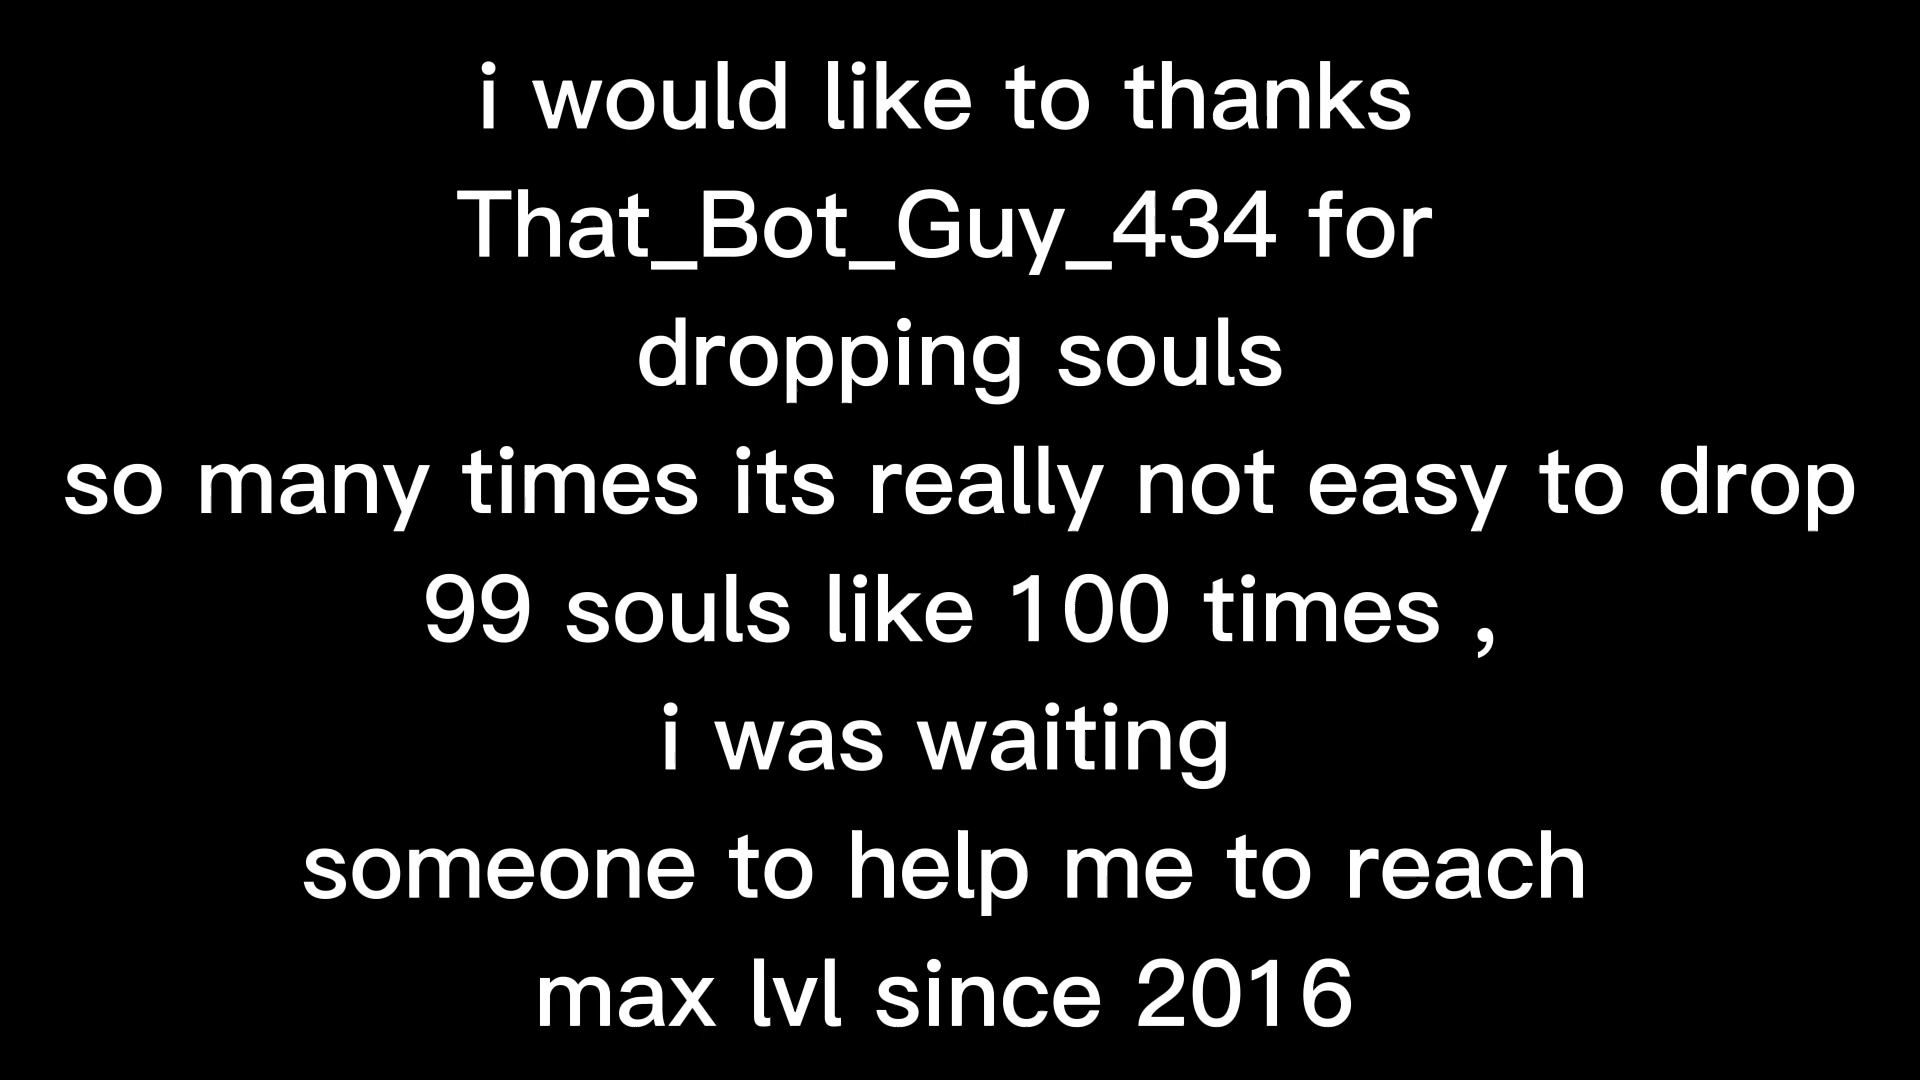 i would like to thanks
That_Bot_Guy_434 for
dropping souls
so many times its really not easy to drop
99 souls like 100 times ,
i was waiting
someone to help me to reach
max lvl since 2016